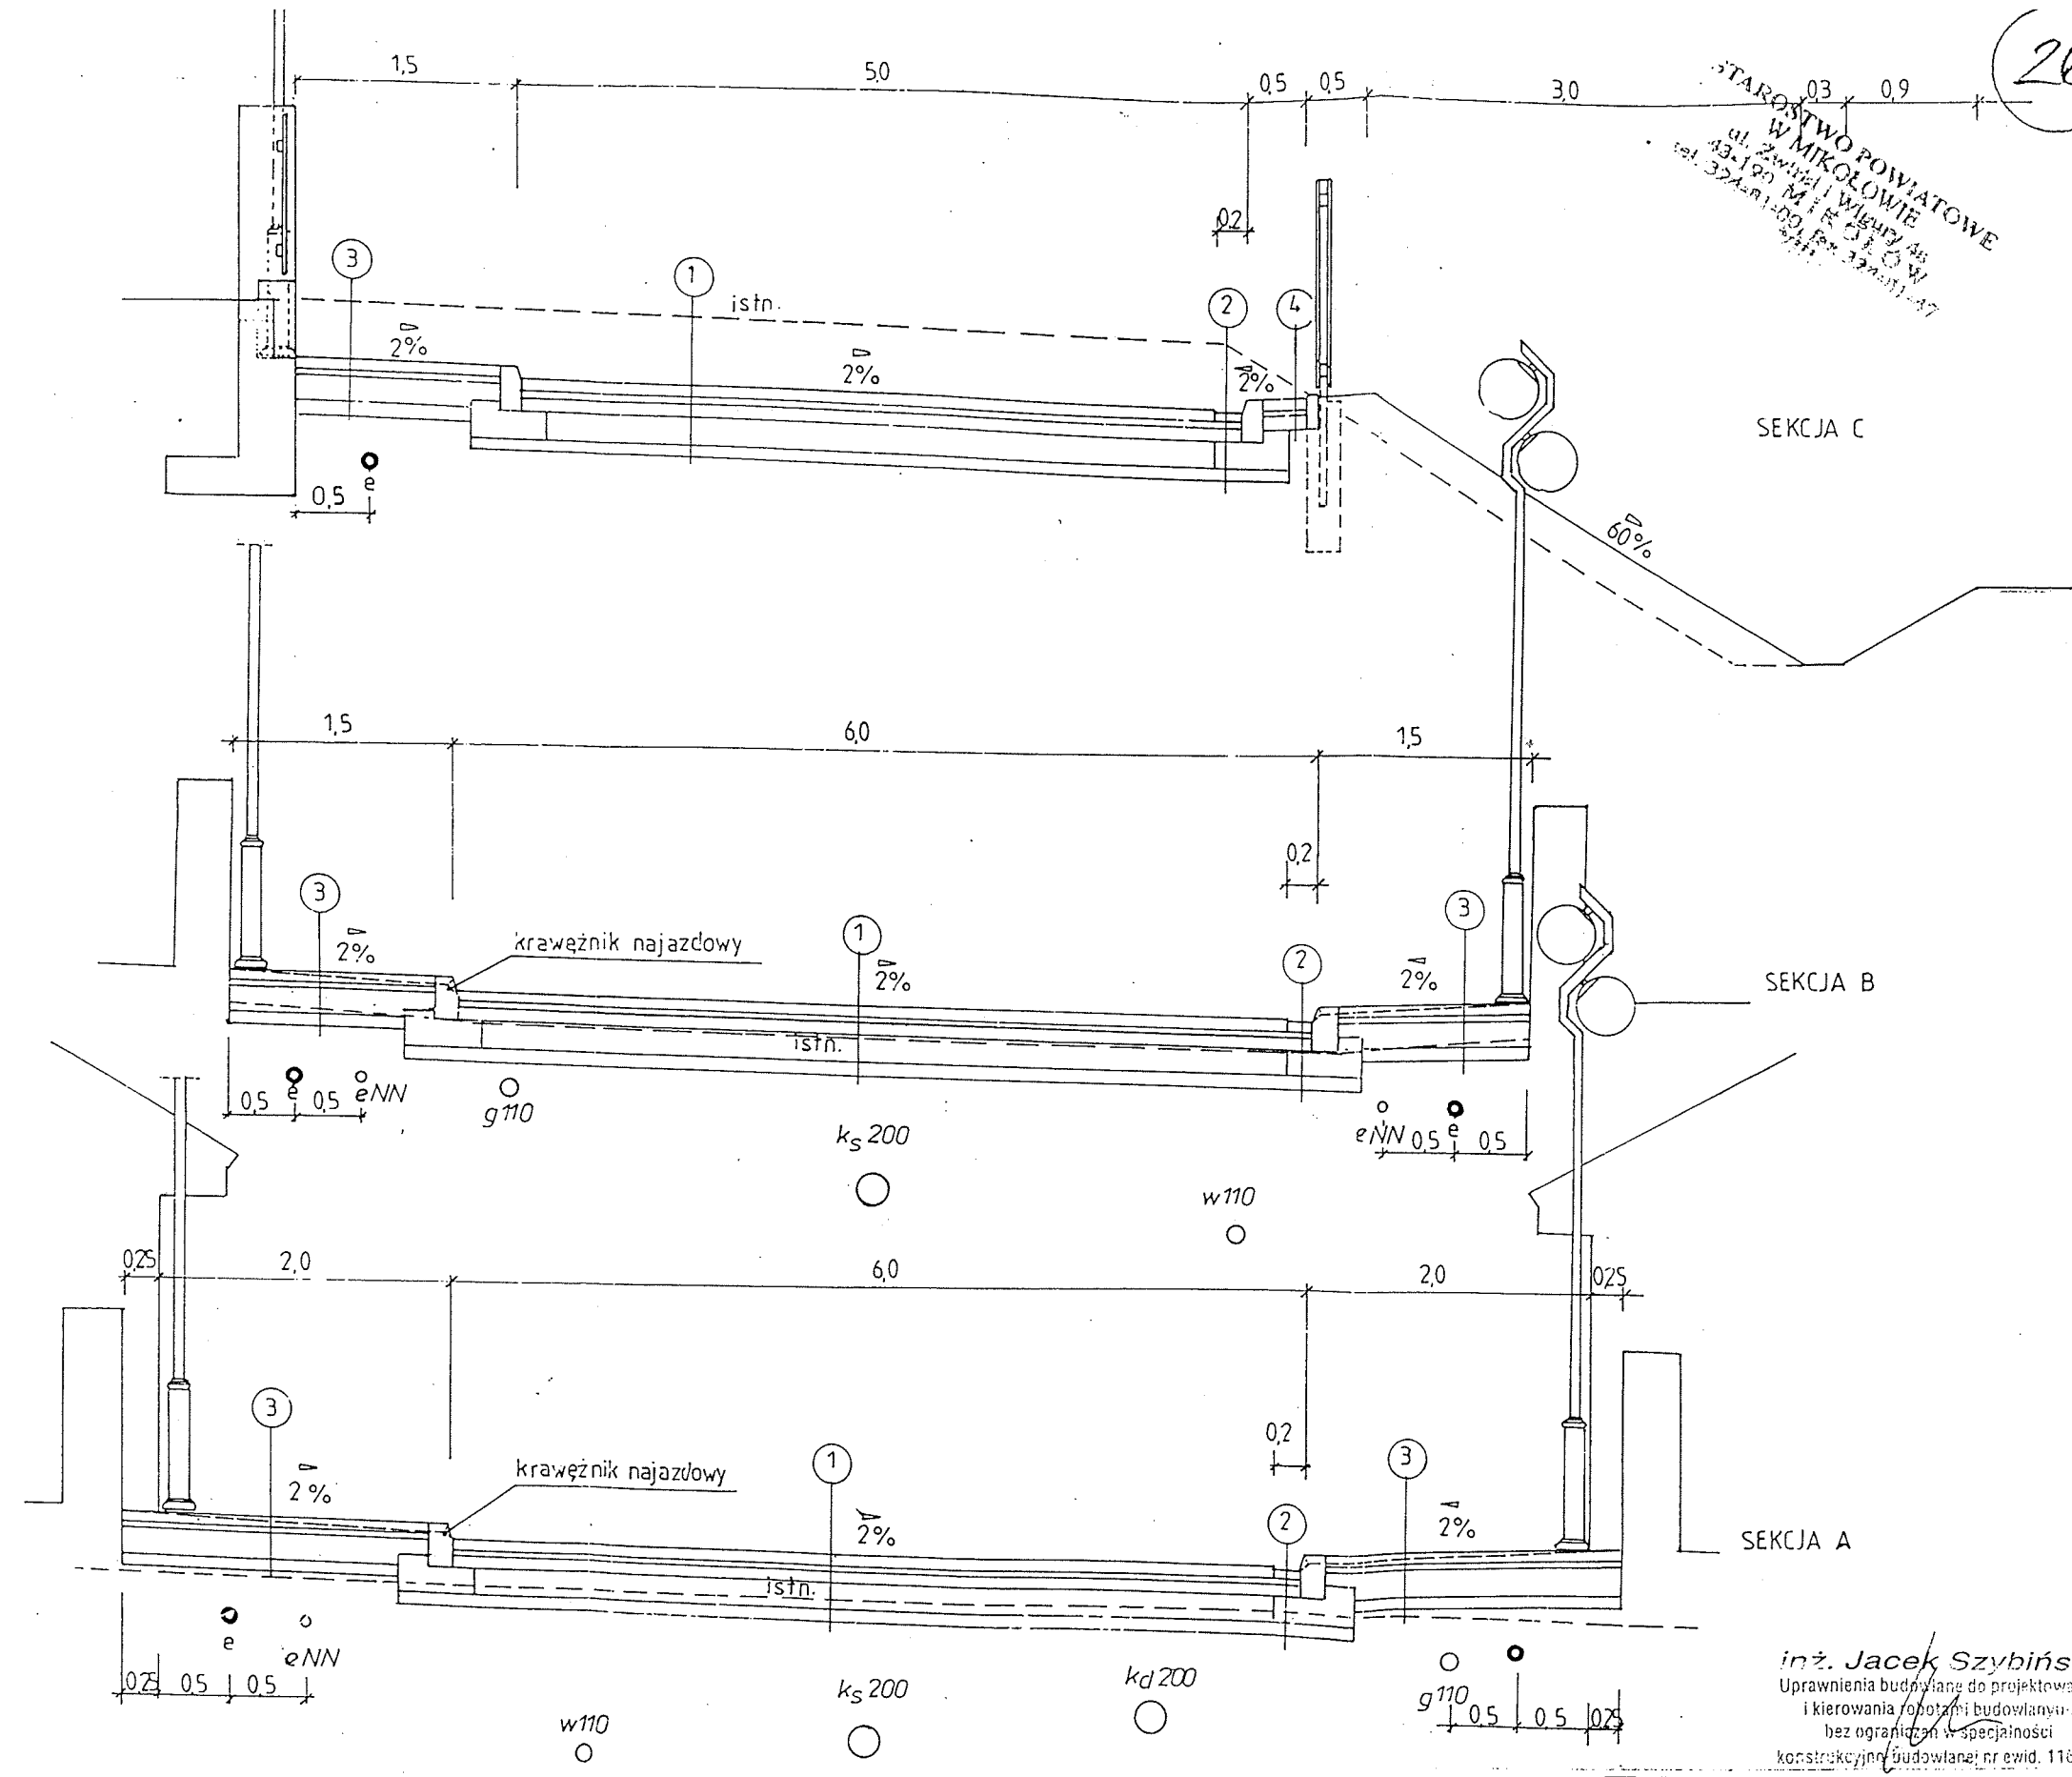 1,5 5,0 0,5 0,5 3,0 0,3 0,9
STAROSTWO POWIATOWE
W MIKOŁOWIE
ul. Żwirki i Wigury
43-190 MIKOŁÓW
0,2
3
1
istn.
2
4
2%
2%
2%
SEKCJA C
e
0,5
60%
1,5 6,0 1,5
0,2
3
3
krawężnik najazdowy
1
2
2%
2%
2%
SEKCJA B
istn.
e eNN
0,5 0,5
g110
ks 200
eNN 0,5 e 0,5
w110
0,25 2,0 6,0 2,0 0,25
0,2
3
krawężnik najazdowy
1
3
2
2%
2%
2%
SEKCJA A
istn.
e
eNN
0,25 0,5 0,5
w110
ks 200
kd 200
g110
0,5 0,5 0,25
inż. Jacek
Uprawnienia budowlane do
i kierowania robotami
bez ograniczeń w specjalności
konstrukcyjno budowlanej nr ewid.